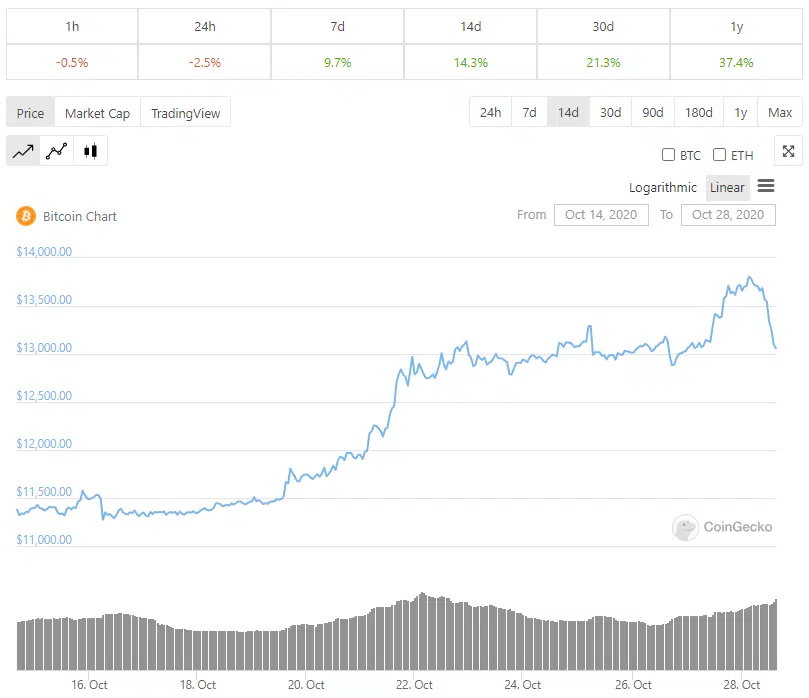 1h 24h 7d 14d 30d 1y
-0.5% -2.5% 9.7% 14.3% 21.3% 37.4%
Price Market Cap TradingView 24h 7d 14d 30d 90d 180d 1y Max
BTC ETH
Logarithmic Linear
Bitcoin Chart From Oct 14, 2020 To Oct 28, 2020
$14,000.00
$13,500.00
$13,000.00
$12,500.00
$12,000.00
$11,500.00
CoinGecko
$11,000.00
16. Oct 18. Oct 20. Oct 22. Oct 24. Oct 26. Oct 28. Oct